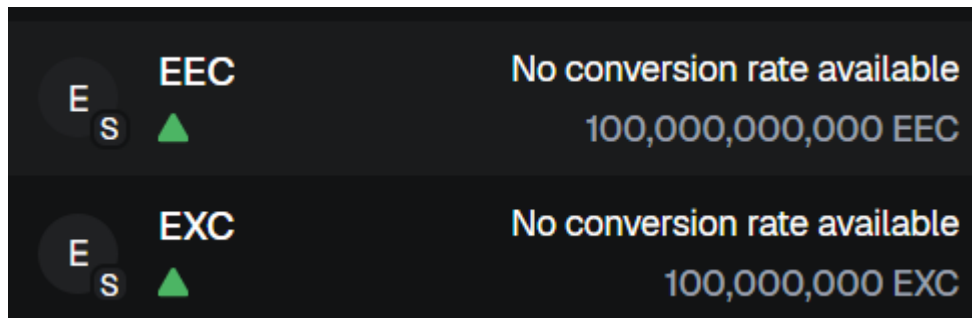 E
S
EEC
No conversion rate available
100,000,000,000 EEC
E
S
EXC
No conversion rate available
100,000,000 EXC